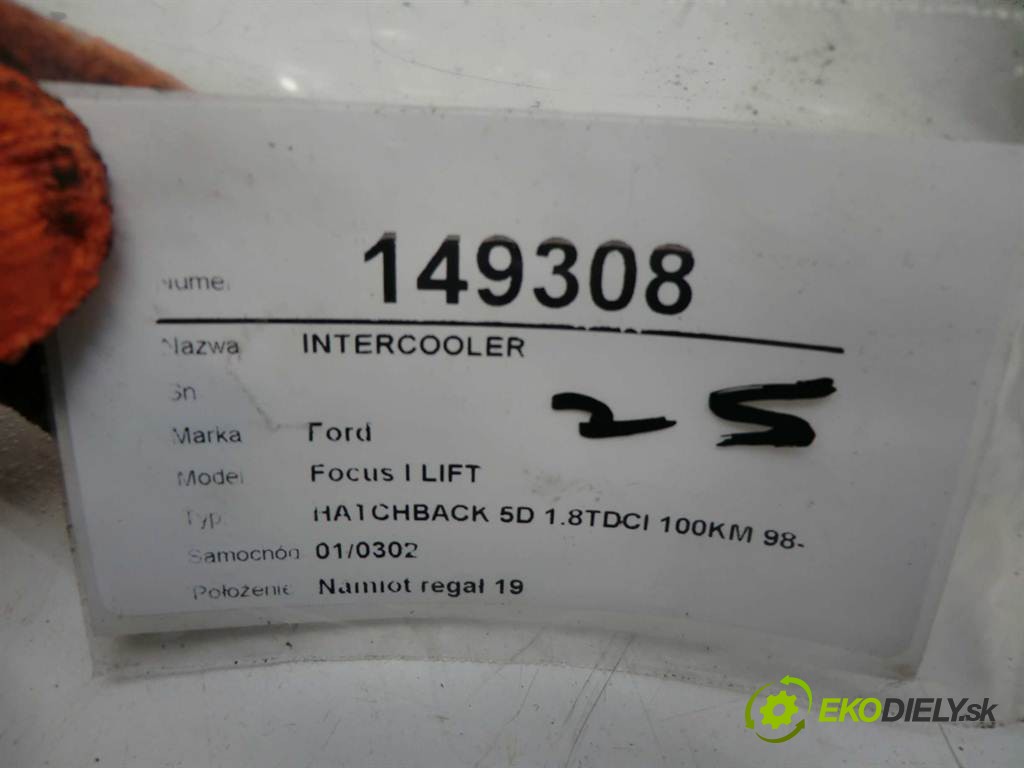 Numer 149308
Nazwa INTERCOOLER
Sn
25
Marka Ford
Model Focus I LIFT
Typ HATCHBACK 5D 1.8TDCI 100KM 98-
Samochód 01/0302
Położenie Namiot regał 19
EKODIELY.sk